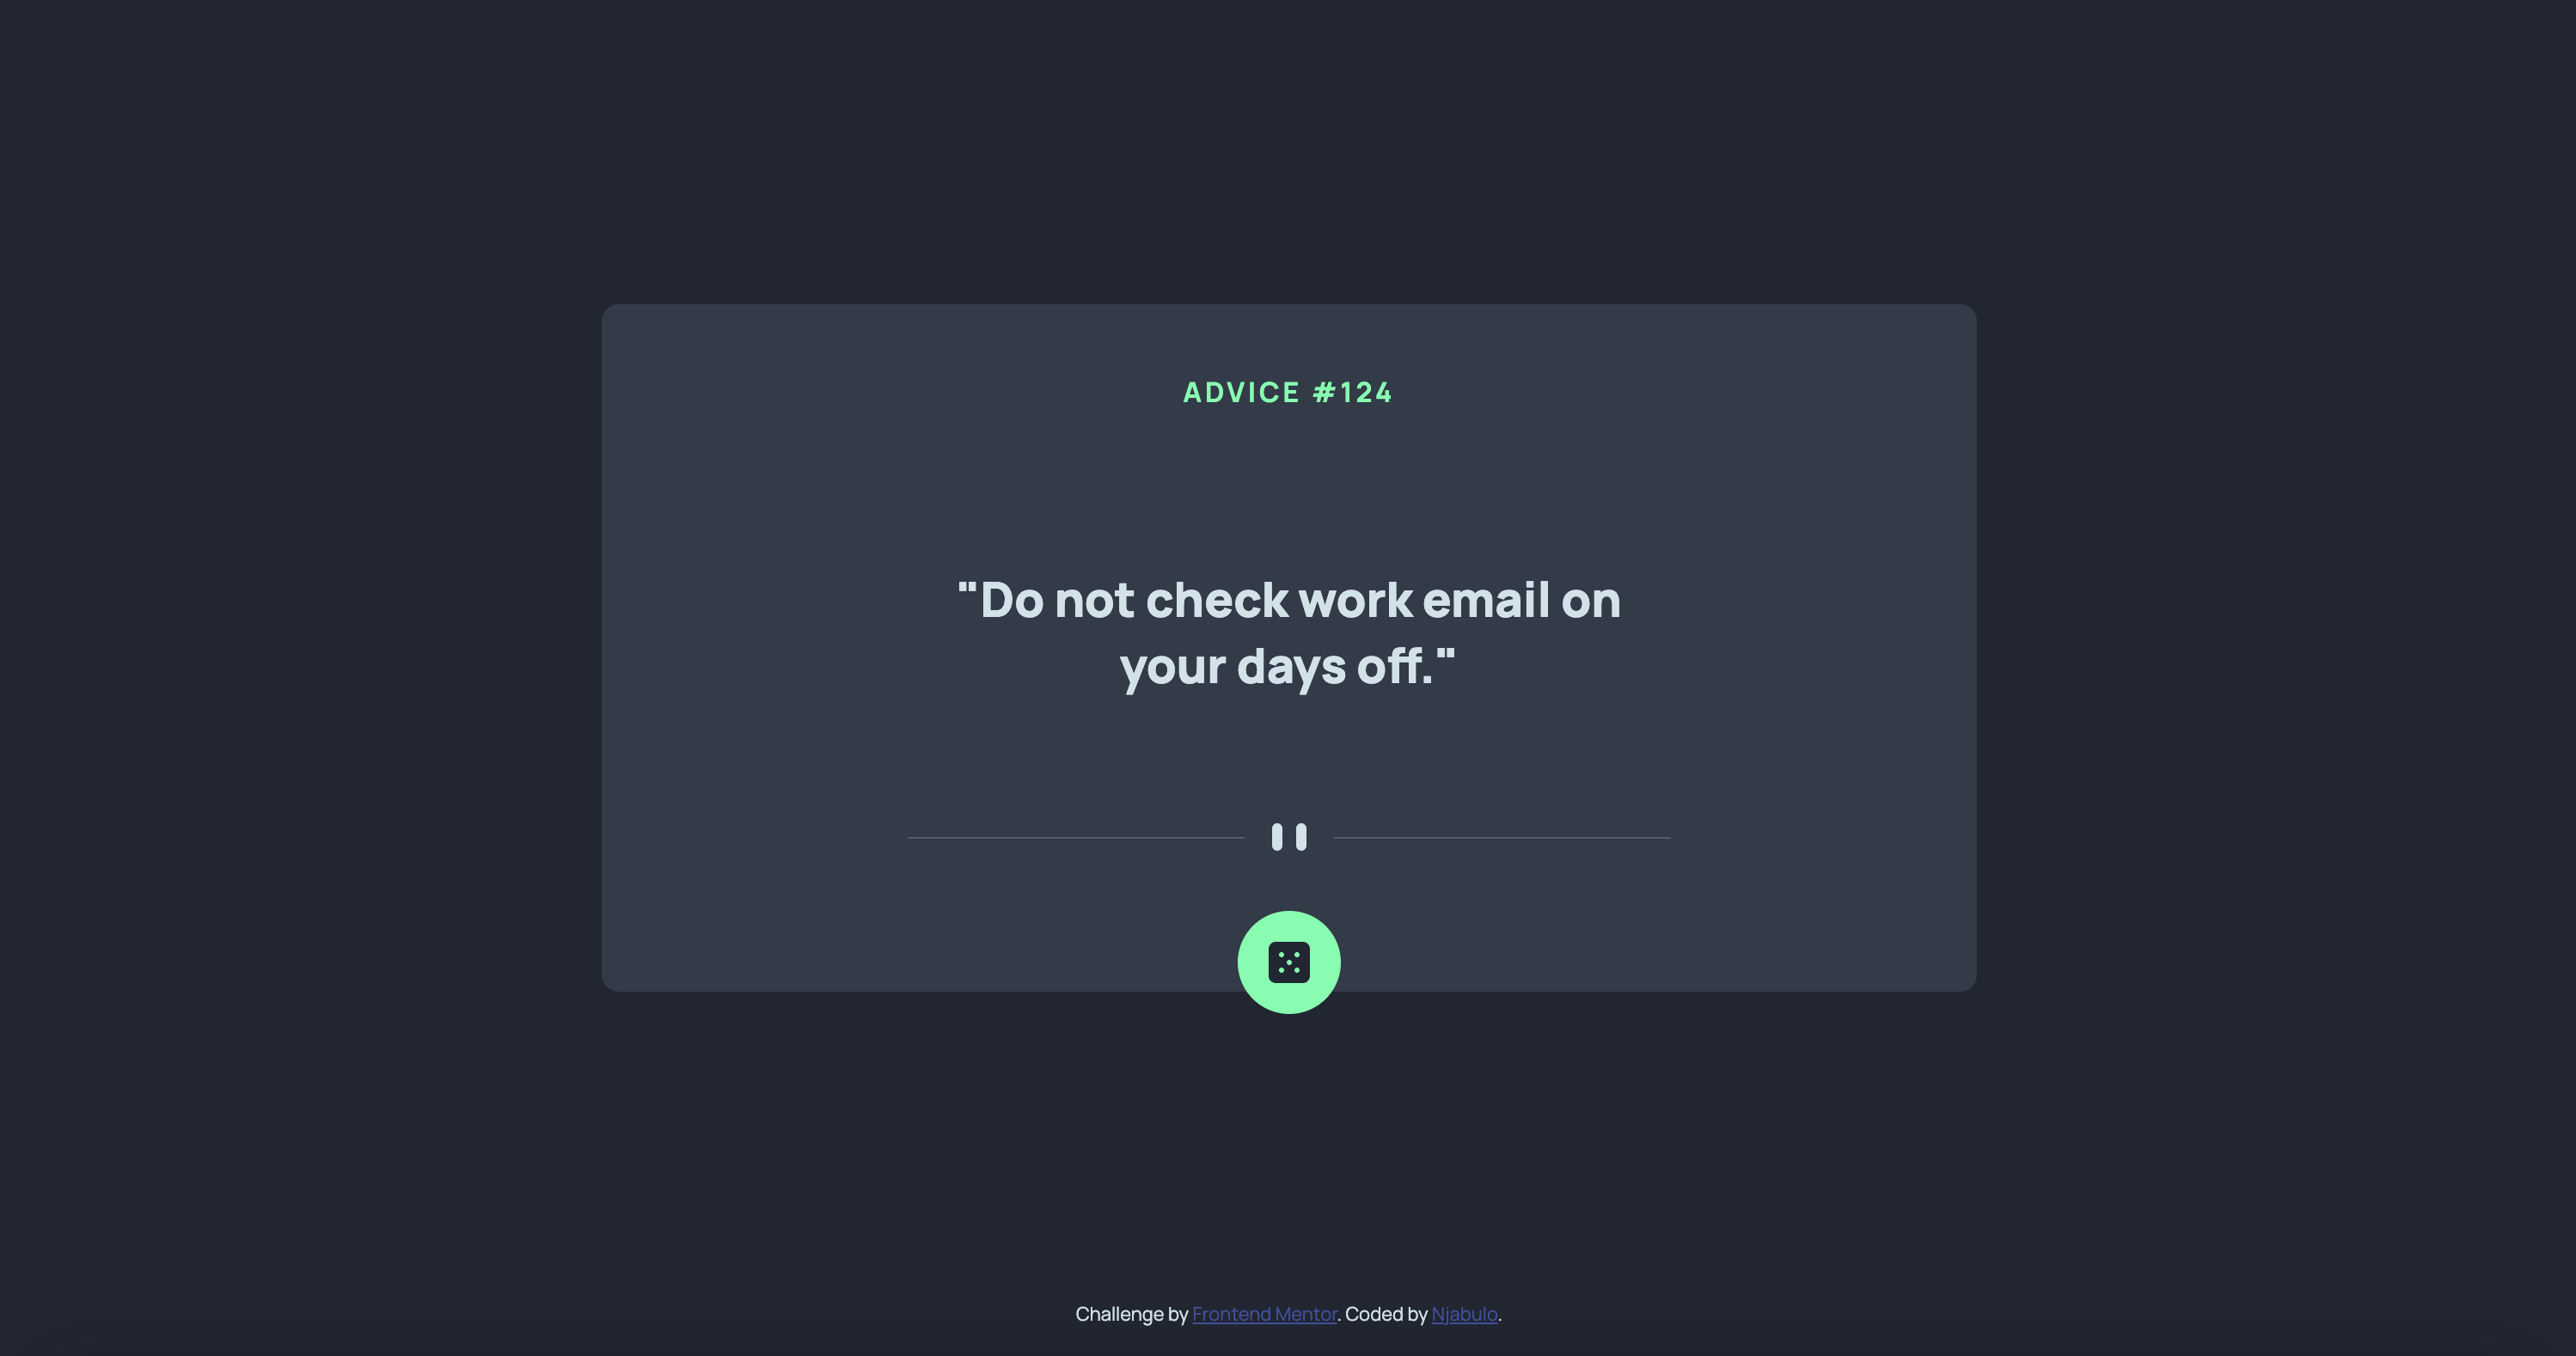 ADVICE #124
"Do not check work email on
your days off."
Challenge by Frontend Mentor. Coded by Njabulo.